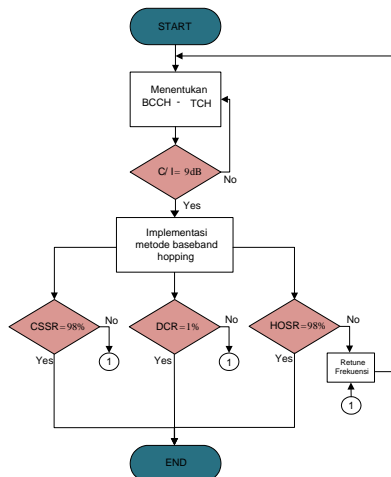 START
Menentukan
BCCH - TCH
C/ I= 9dB
No
Yes
Implementasi
metode baseband
hopping
CSSR=98%
No
Yes
1
DCR=1%
No
Yes
1
HOSR=98%
No
Yes
Retune
Frekuensi
1
END